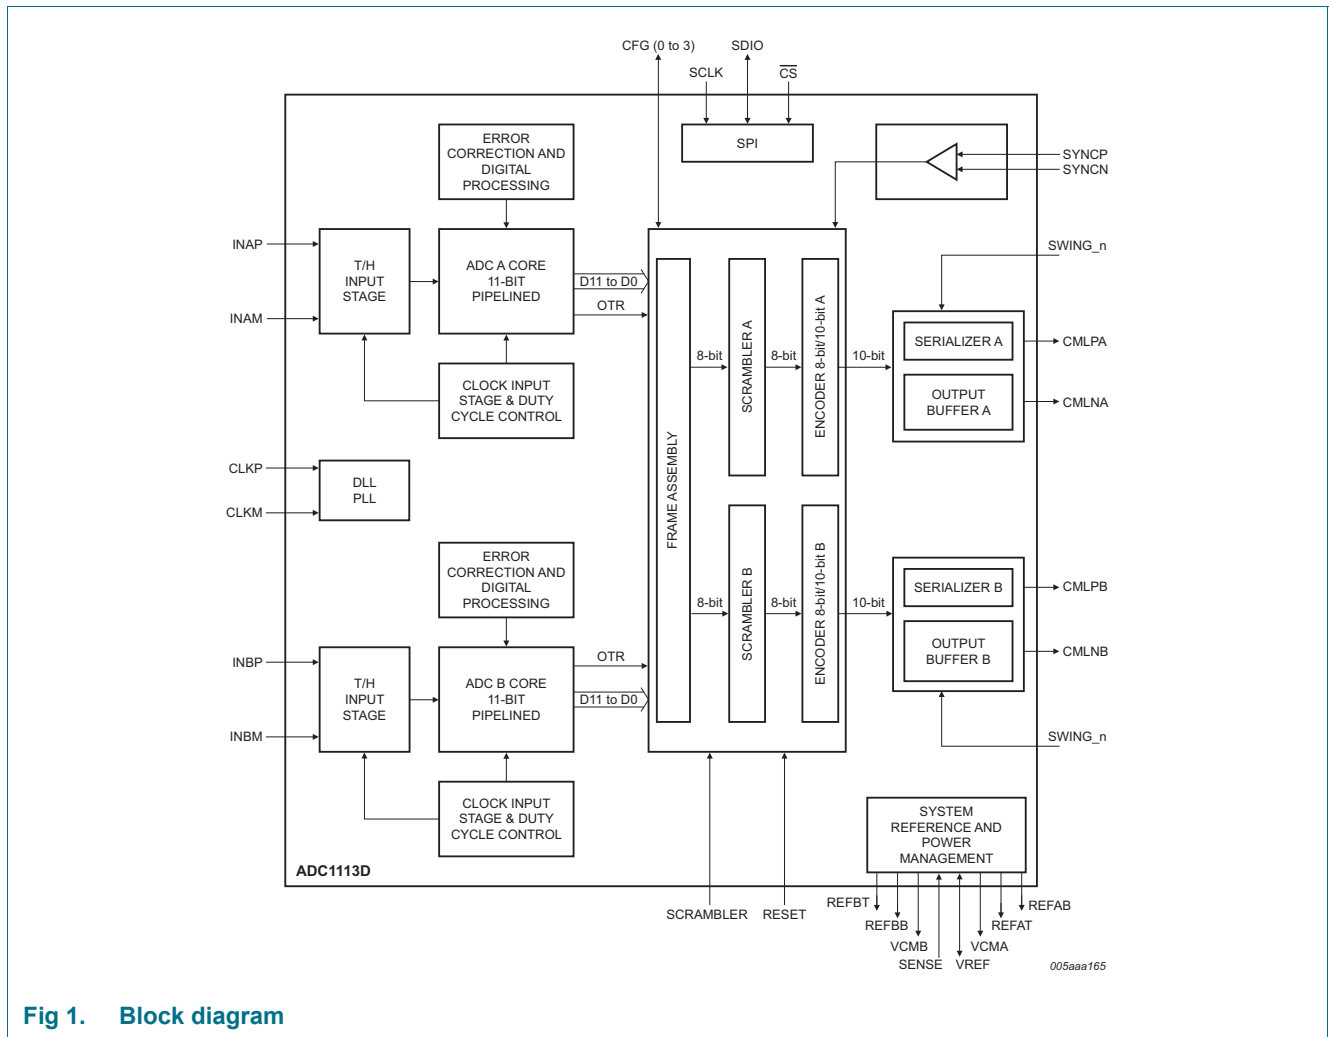 CFG (0 to 3)
SDIO
SCLK
CS
ERROR
CORRECTION AND
DIGITAL
PROCESSING
SPI
SYNCP
SYNCN
INAP
INAM
T/H
INPUT
STAGE
ADC A CORE
11-BIT
PIPELINED
D11 to D0
OTR
SWING_n
CLOCK INPUT
STAGE & DUTY
CYCLE CONTROL
FRAME ASSEMBLY
8-bit
SCRAMBLER A
8-bit
ENCODER 8-bit/10-bit A
10-bit
SERIALIZER A
OUTPUT
BUFFER A
CMLPA
CMLNA
CLKP
CLKM
DLL
PLL
ERROR
CORRECTION AND
DIGITAL
PROCESSING
8-bit
SCRAMBLER B
8-bit
ENCODER 8-bit/10-bit B
10-bit
SERIALIZER B
OUTPUT
BUFFER B
CMLPB
CMLNB
INBP
INBM
T/H
INPUT
STAGE
ADC B CORE
11-BIT
PIPELINED
OTR
D11 to D0
SWING_n
CLOCK INPUT
STAGE & DUTY
CYCLE CONTROL
SYSTEM
REFERENCE AND
POWER
MANAGEMENT
ADC1113D
SCRAMBLER
RESET
REFBT
REFBB
VCMB
SENSE
VREF
VCMA
REFAT
REFAB
005aaa165
Fig 1. Block diagram